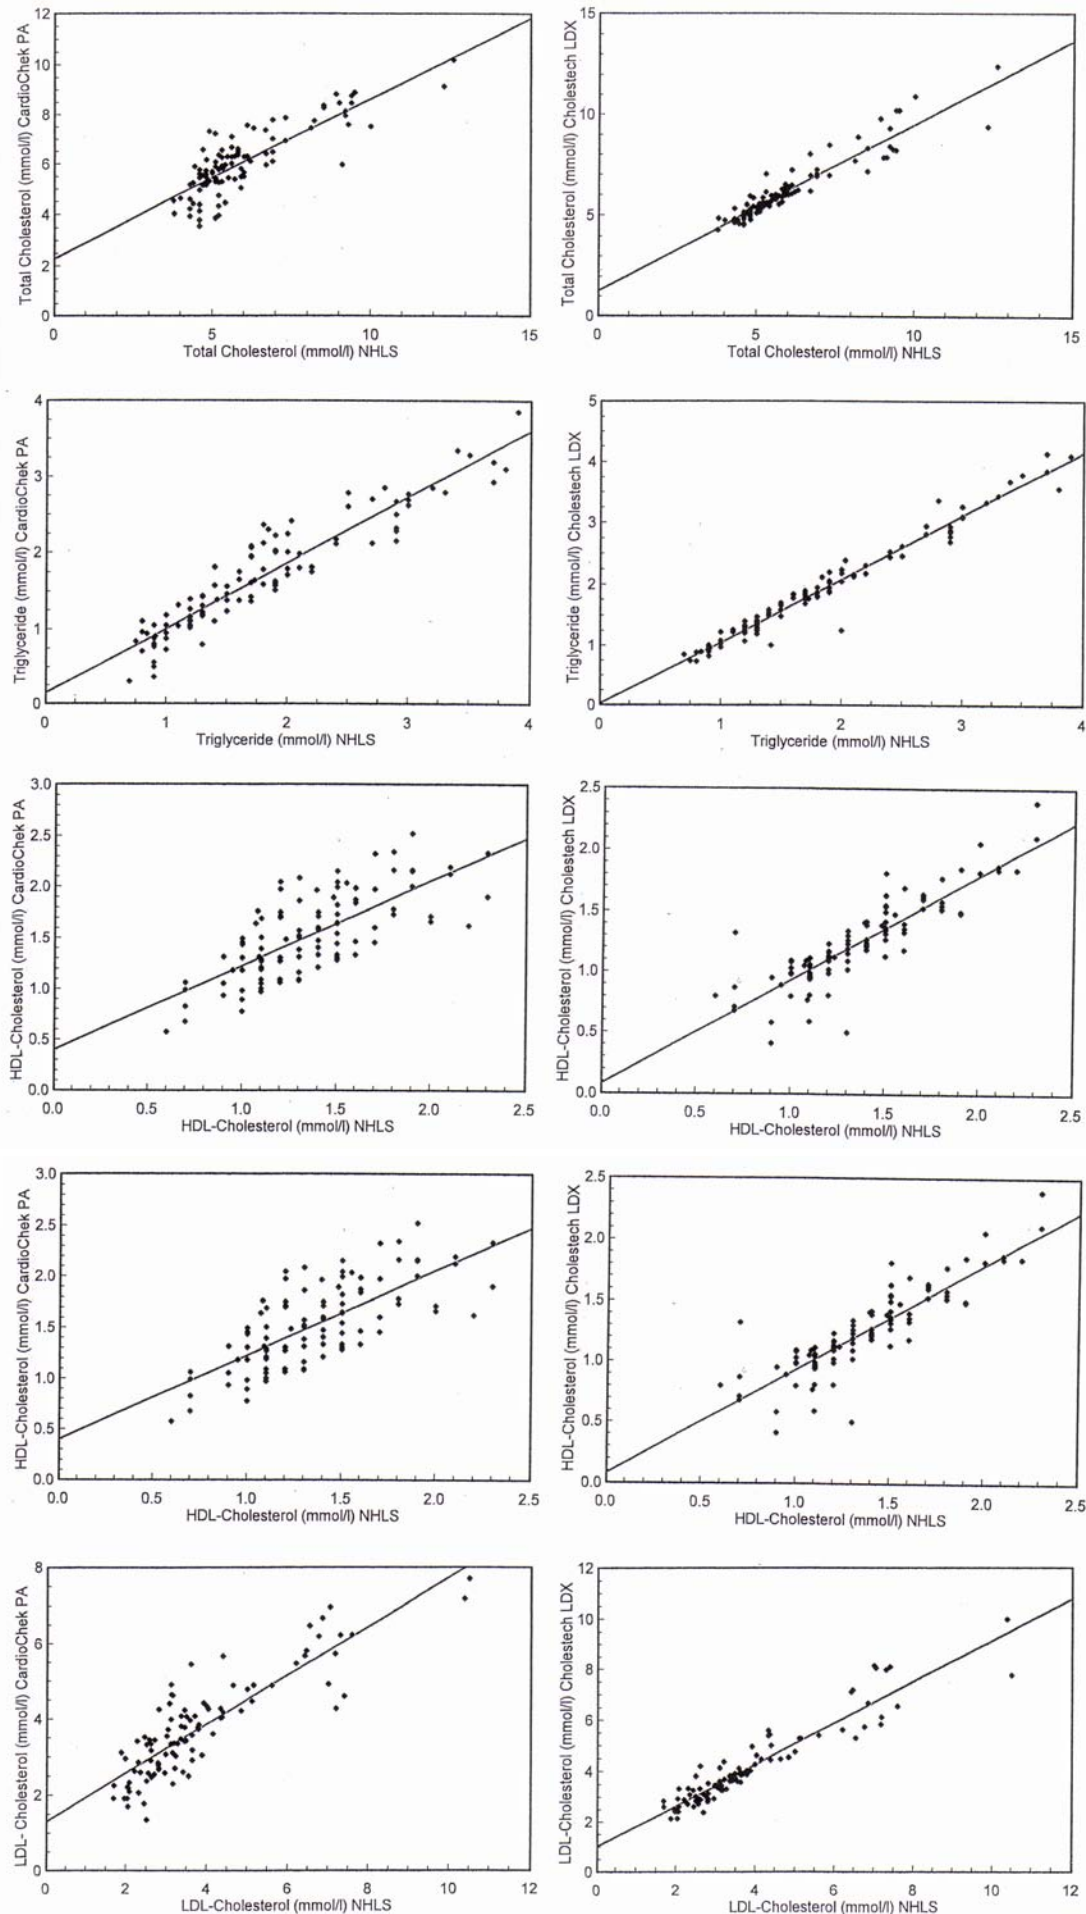 Total Cholesterol (mmol/l) CardioChek PA
12
10
8
6
4
2
0
0 5 10 15
Total Cholesterol (mmol/l) NHLS
Total Cholesterol (mmol/l) Cholestech LDX
15
10
5
0
0 5 10 15
Total Cholesterol (mmol/l) NHLS
Triglyceride (mmol/l) CardioChek PA
4
3
2
1
0
0 1 2 3 4
Triglyceride (mmol/l) NHLS
Triglyceride (mmol/l) Cholestech LDX
5
4
3
2
1
0
0 1 2 3 4
Triglyceride (mmol/l) NHLS
HDL-Cholesterol (mmol/l) CardioChek PA
3.0
2.5
2.0
1.5
1.0
0.5
0.0
0.0 0.5 1.0 1.5 2.0 2.5
HDL-Cholesterol (mmol/l) NHLS
HDL-Cholesterol (mmol/l) Cholestech LDX
2.5
2.0
1.5
1.0
0.5
0.0
0.0 0.5 1.0 1.5 2.0 2.5
HDL-Cholesterol (mmol/l) NHLS
HDL-Cholesterol (mmol/l) CardioChek PA
3.0
2.5
2.0
1.5
1.0
0.5
0.0
0.0 0.5 1.0 1.5 2.0 2.5
HDL-Cholesterol (mmol/l) NHLS
HDL-Cholesterol (mmol/l) Cholestech LDX
2.5
2.0
1.5
1.0
0.5
0.0
0.0 0.5 1.0 1.5 2.0 2.5
HDL-Cholesterol (mmol/l) NHLS
LDL- Cholesterol (mmol/l) CardioChek PA
8
6
4
2
0
0 2 4 6 8 10 12
LDL-Cholesterol (mmol/l) NHLS
LDL-Cholesterol (mmol/l) Cholestech LDX
12
10
8
6
4
2
0
0 2 4 6 8 10 12
LDL-Cholesterol (mmol/l) NHLS